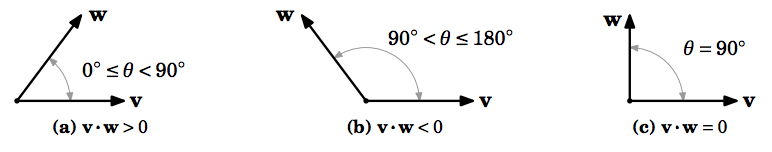 w
0° ≤ θ < 90°
v
(a) v·w > 0
w
90° < θ ≤ 180°
v
(b) v·w < 0
w
θ = 90°
v
(c) v·w = 0